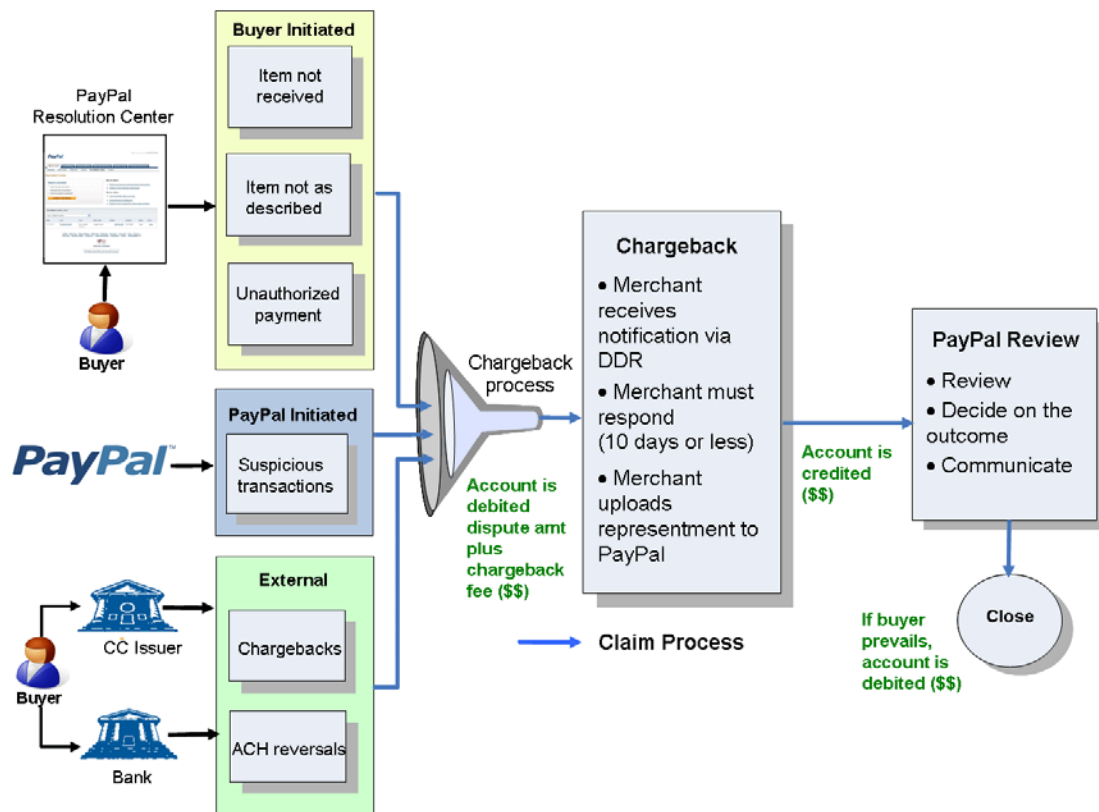 Buyer Initiated
Item not
received
PayPal
Resolution Center
PayPal
Item not as
described
Unauthorized
payment
Buyer
PayPal Initiated
PayPal™
Suspicious
transactions
External
CC Issuer
Chargebacks
Buyer
Bank
ACH reversals
Chargeback
process
Account is
debited
dispute amt
plus
chargeback
fee ($$)
Chargeback
• Merchant
receives
notification via
DDR
• Merchant must
respond
(10 days or less)
• Merchant
uploads
representment to
PayPal
Claim Process
Account is
credited
($$)
PayPal Review
• Review
• Decide on the
outcome
• Communicate
If buyer
prevails,
account is
debited ($$)
Close